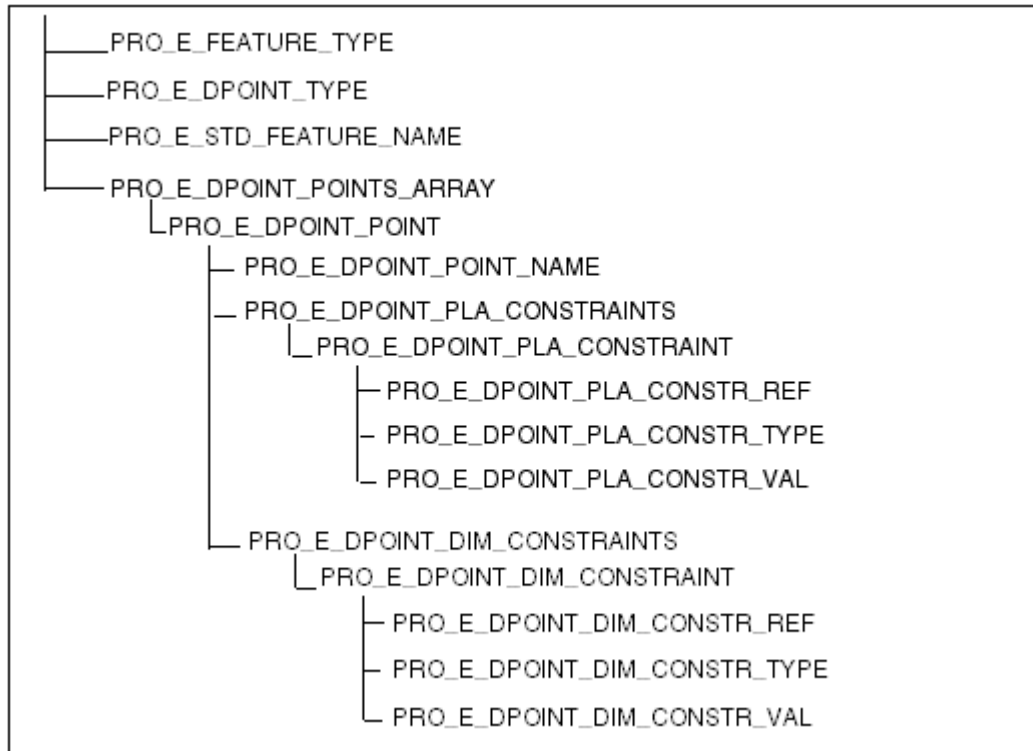 PRO_E_FEATURE_TYPE
PRO_E_DPOINT_TYPE
PRO_E_STD_FEATURE_NAME
PRO_E_DPOINT_POINTS_ARRAY
PRO_E_DPOINT_POINT
PRO_E_DPOINT_POINT_NAME
PRO_E_DPOINT_PLA_CONSTRAINTS
PRO_E_DPOINT_PLA_CONSTRAINT
PRO_E_DPOINT_PLA_CONSTR_REF
PRO_E_DPOINT_PLA_CONSTR_TYPE
PRO_E_DPOINT_PLA_CONSTR_VAL
PRO_E_DPOINT_DIM_CONSTRAINTS
PRO_E_DPOINT_DIM_CONSTRAINT
PRO_E_DPOINT_DIM_CONSTR_REF
PRO_E_DPOINT_DIM_CONSTR_TYPE
PRO_E_DPOINT_DIM_CONSTR_VAL